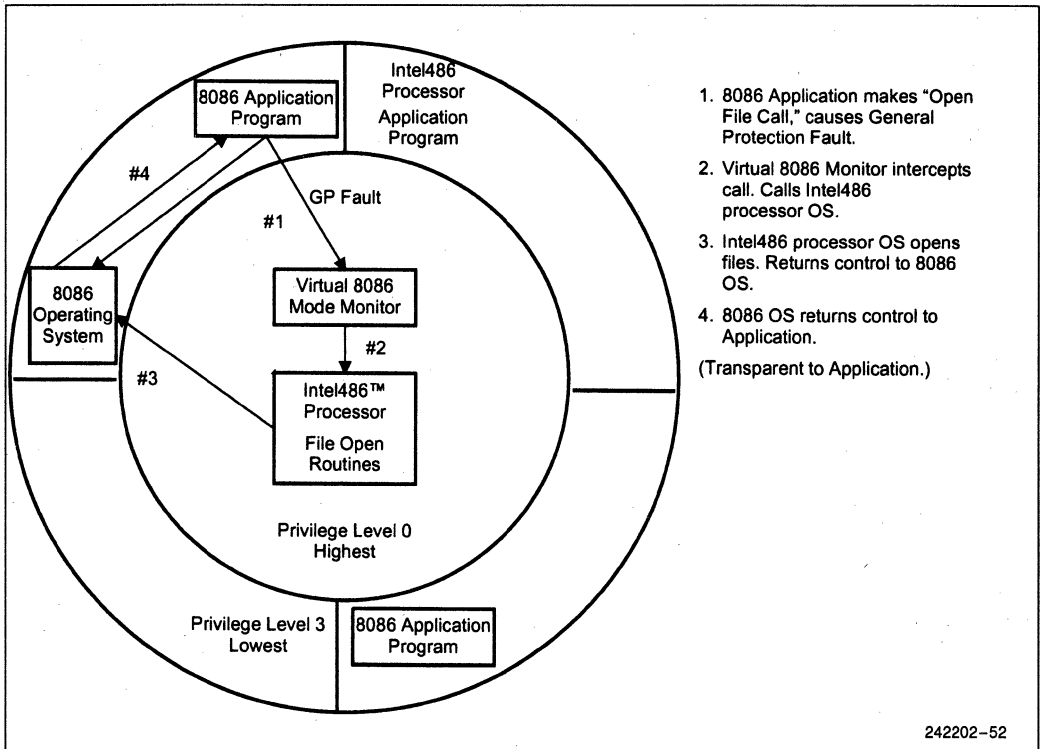 8086 Application
Program
Intel486
Processor
Application
Program
#4
GP Fault
#1
8086
Operating
System
Virtual 8086
Mode Monitor
#2
#3
Intel486™
Processor
File Open
Routines
Privilege Level 0
Highest
Privilege Level 3
Lowest
8086 Application
Program
1. 8086 Application makes "Open
File Call," causes General
Protection Fault.
2. Virtual 8086 Monitor intercepts
call. Calls Intel486
processor OS.
3. Intel486 processor OS opens
files. Returns control to 8086
OS.
4. 8086 OS returns control to
Application.
(Transparent to Application.)
242202–52